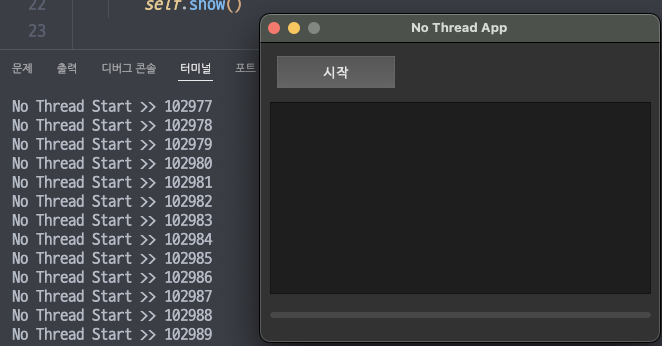 22 self.show()
23
문제 출력 디버그 콘솔 터미널 포트
No Thread Start >> 102977
No Thread Start >> 102978
No Thread Start >> 102979
No Thread Start >> 102980
No Thread Start >> 102981
No Thread Start >> 102982
No Thread Start >> 102983
No Thread Start >> 102984
No Thread Start >> 102985
No Thread Start >> 102986
No Thread Start >> 102987
No Thread Start >> 102988
No Thread Start >> 102989
No Thread App
시작